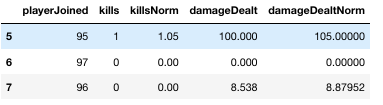 playerJoined kills killsNorm damageDealt damageDealtNorm
5 95 1 1.05 100.000 105.00000
6 97 0 0.00 0.000 0.00000
7 96 0 0.00 8.538 8.87952